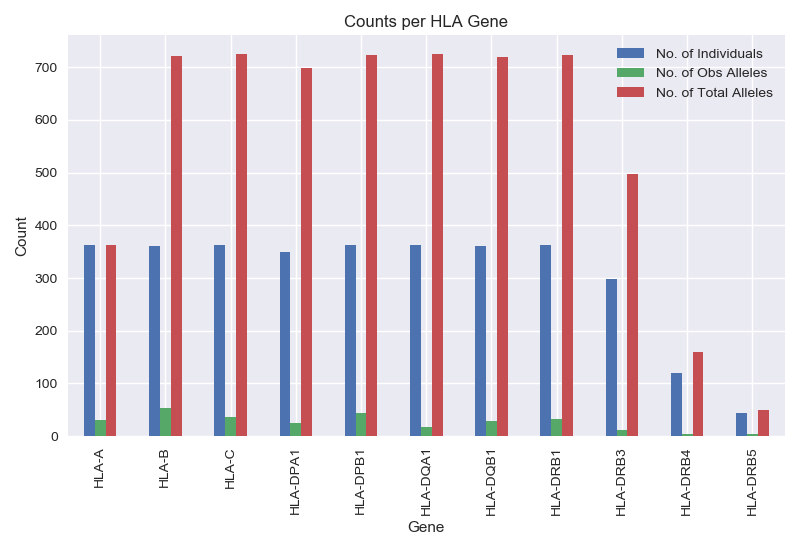 Counts per HLA Gene
No. of Individuals
No. of Obs Alleles
No. of Total Alleles
Count
700
600
500
400
300
200
100
0
HLA-A
HLA-B
HLA-C
HLA-DPA1
HLA-DPB1
HLA-DQA1
HLA-DQB1
HLA-DRB1
HLA-DRB3
HLA-DRB4
HLA-DRB5
Gene